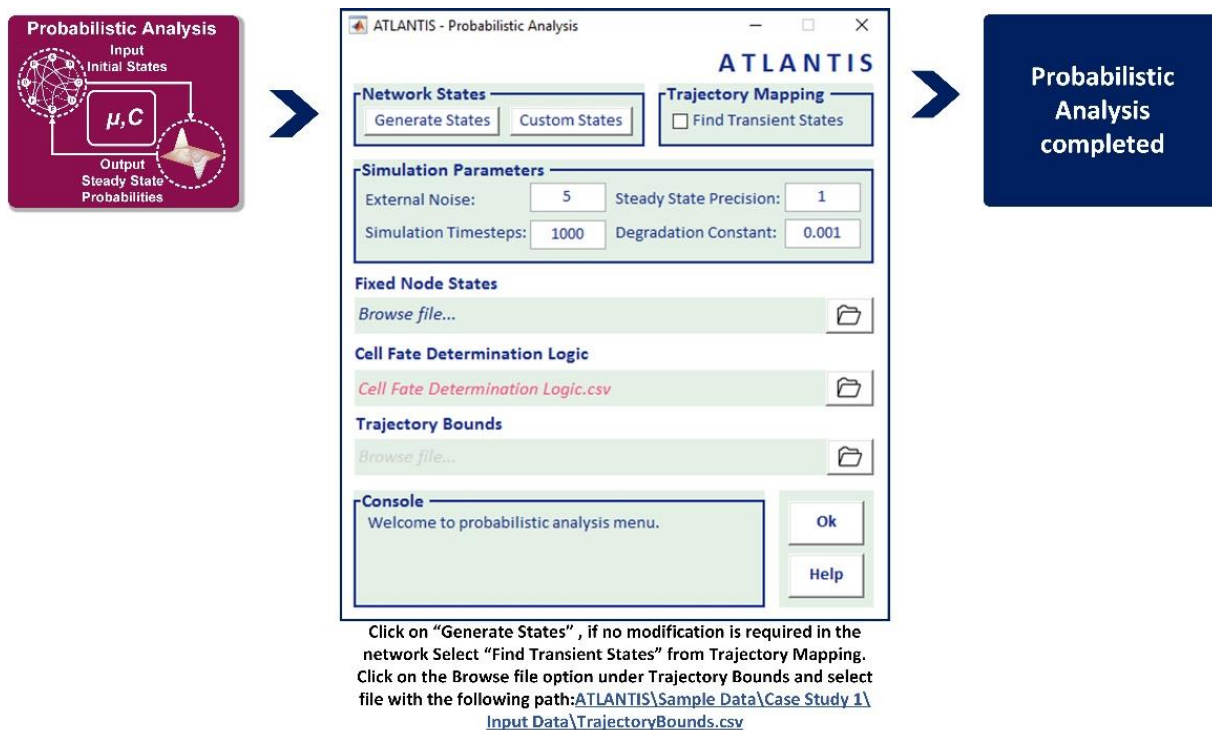 Probabilistic Analysis
Input
Initial States
μ,C
Output
Steady State
Probabilities
ATLANTIS - Probabilistic Analysis
ATLANTIS
Network States
Generate States
Custom States
Trajectory Mapping
Find Transient States
Simulation Parameters
External Noise: 5
Steady State Precision: 1
Simulation Timesteps: 1000
Degradation Constant: 0.001
Fixed Node States
Browse file...
Cell Fate Determination Logic
Cell Fate Determination Logic.csv
Trajectory Bounds
Browse file...
Console
Welcome to probabilistic analysis menu.
Ok
Help
Click on “Generate States” , if no modification is required in the
network Select “Find Transient States” from Trajectory Mapping.
Click on the Browse file option under Trajectory Bounds and select
file with the following path:ATLANTIS\Sample Data\Case Study 1\
Input Data\TrajectoryBounds.csv
Probabilistic
Analysis
completed